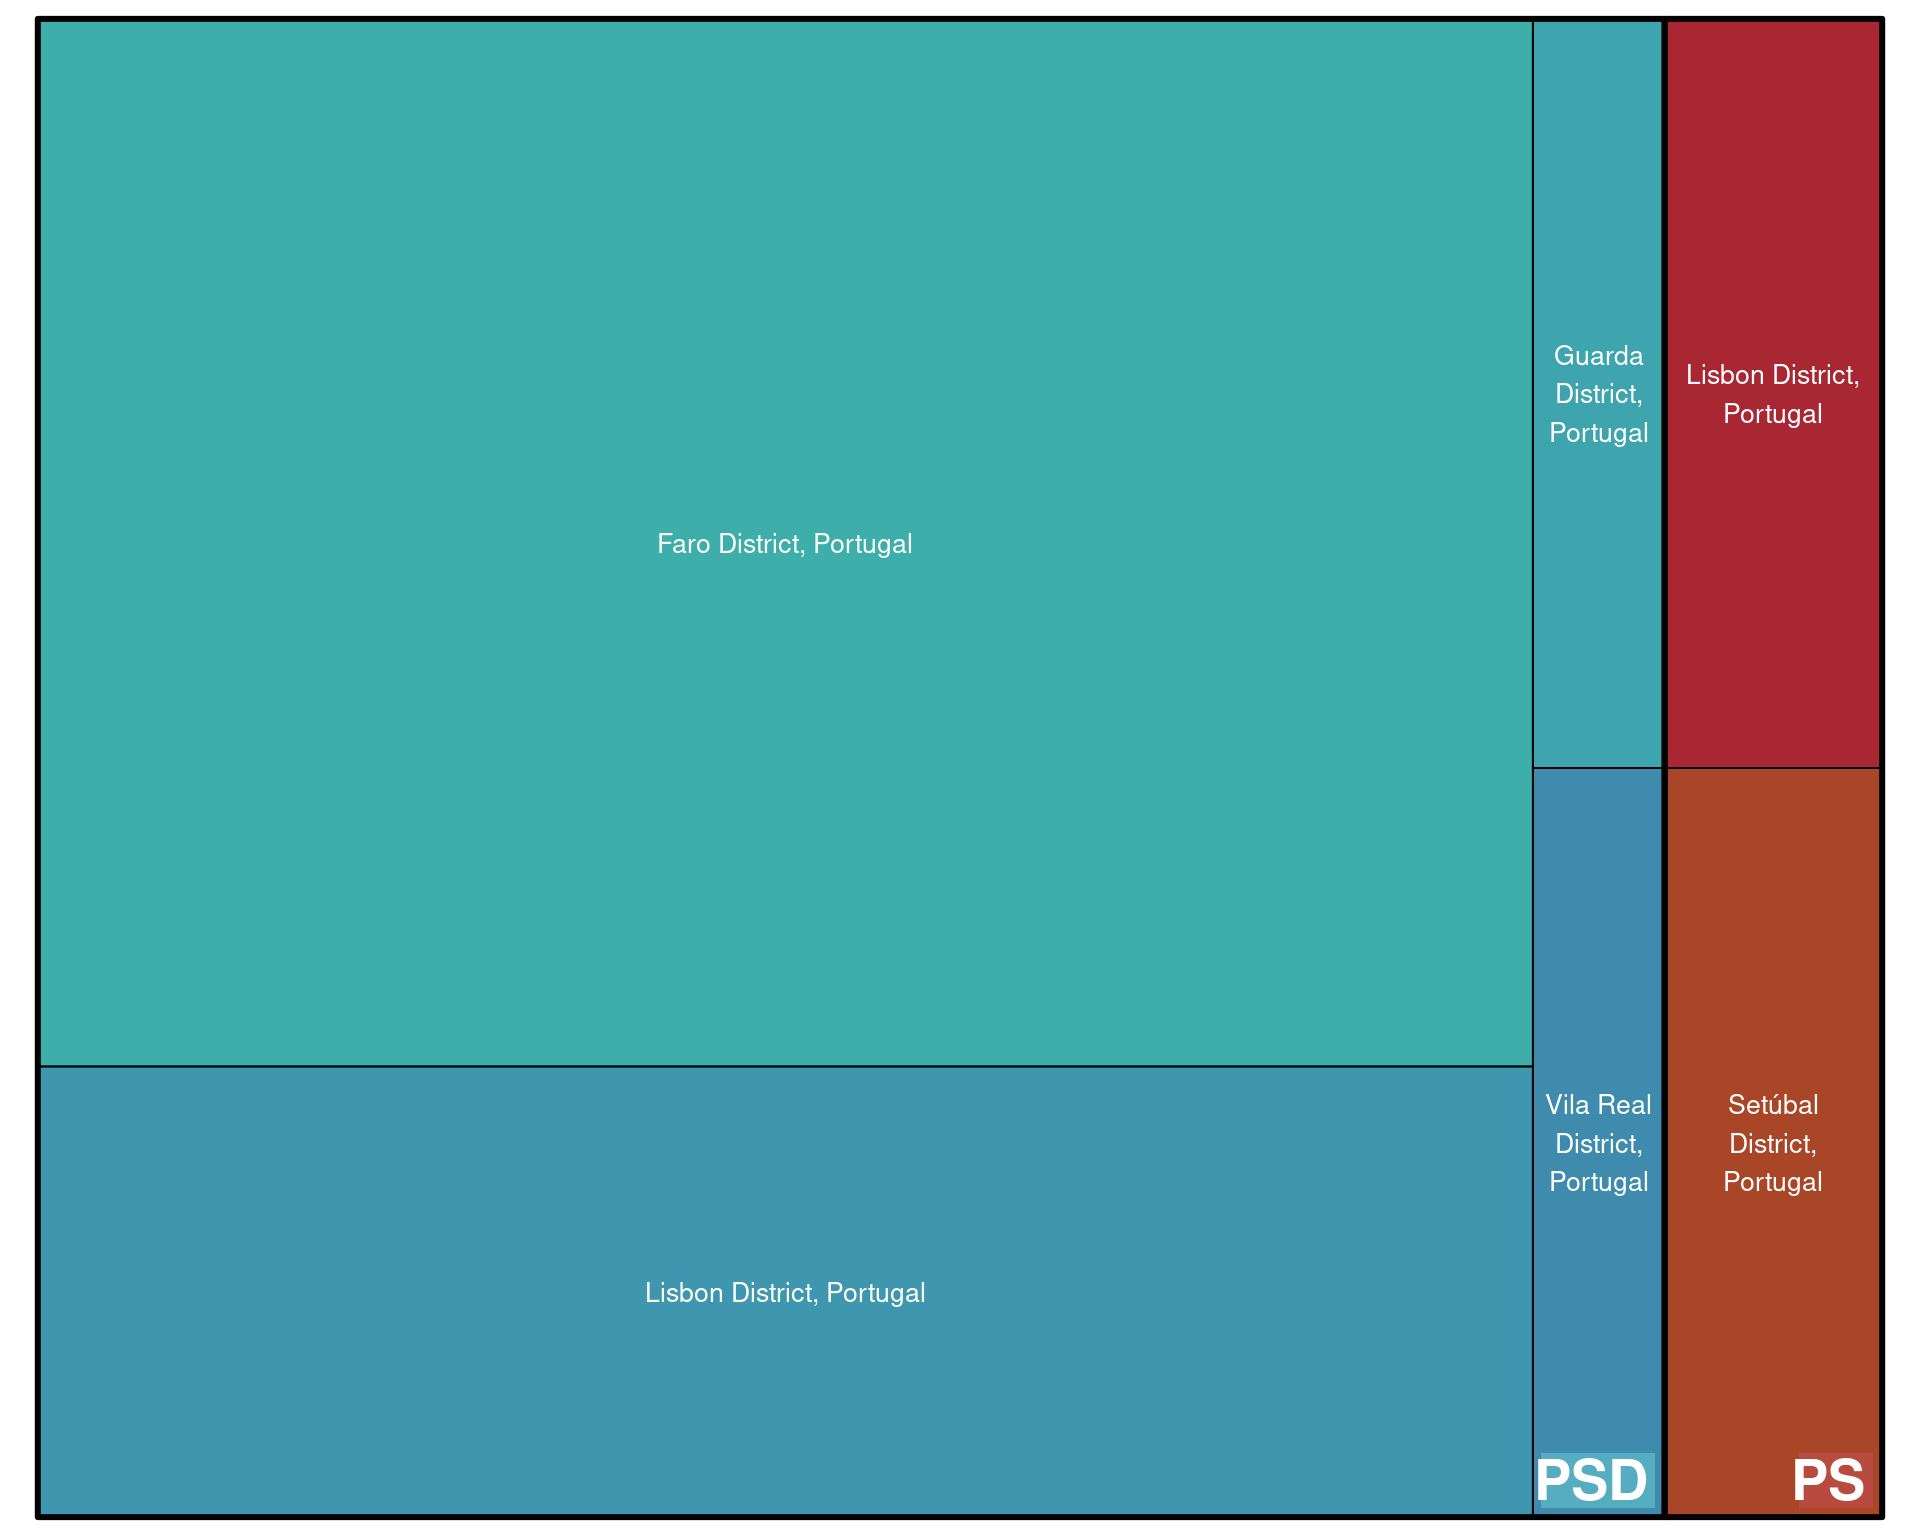 Faro District, Portugal
Lisbon District, Portugal
Guarda
District,
Portugal
Vila Real
District,
Portugal
PSD
Lisbon District,
Portugal
Setúbal
District,
Portugal
PS